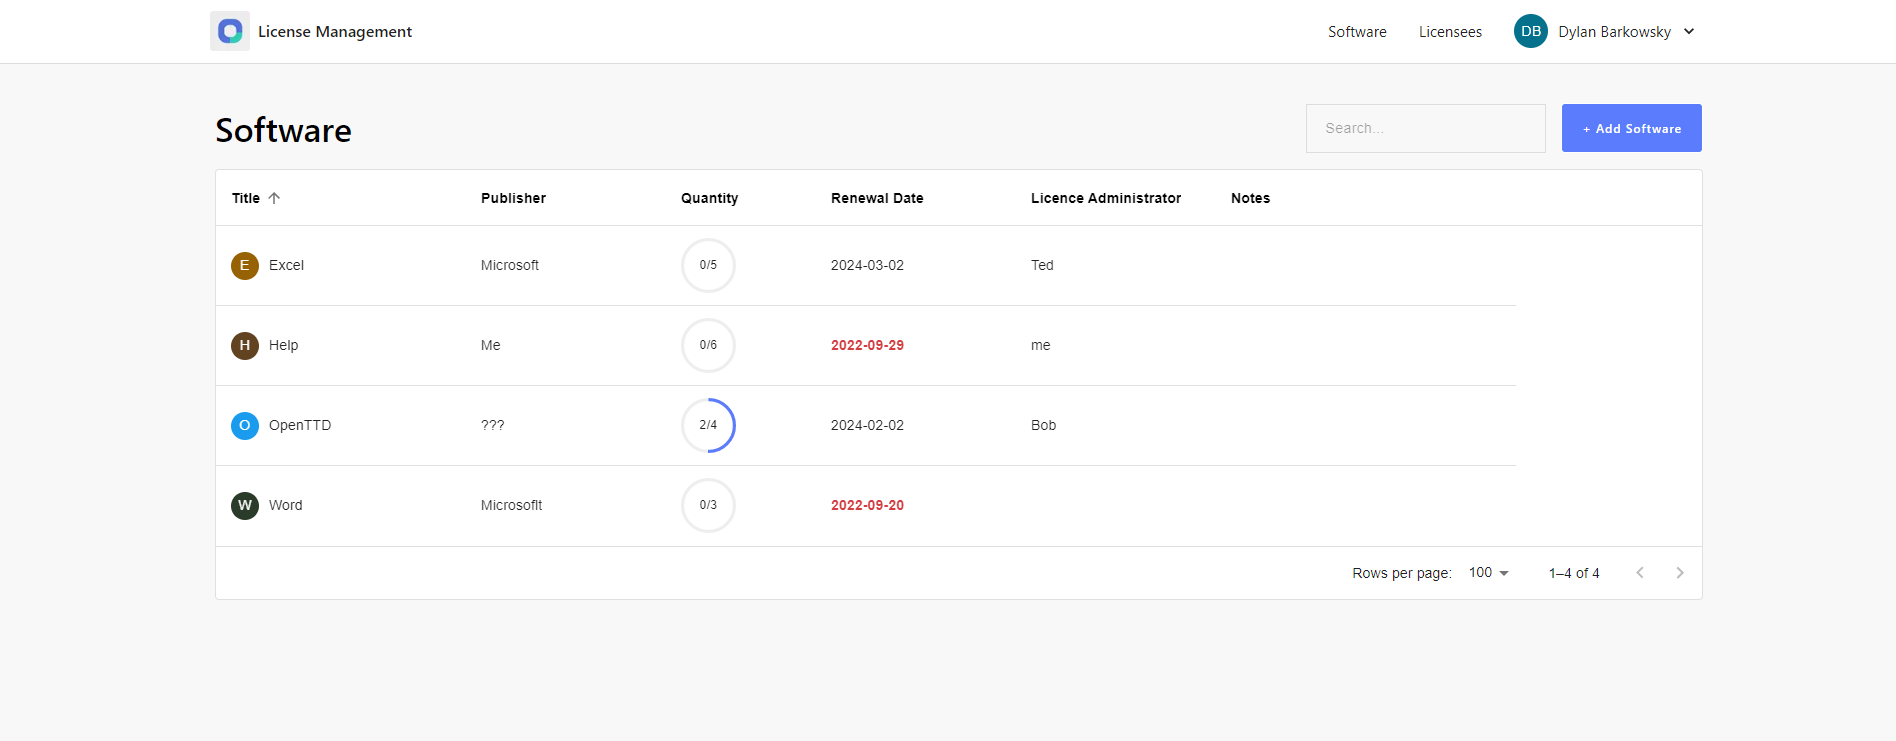 License Management
Software Licensees DB Dylan Barkowsky
Software
Search...
+ Add Software
Title Publisher Quantity Renewal Date Licence Administrator Notes
E Excel Microsoft 0/5 2024-03-02 Ted
H Help Me 0/6 2022-09-29 me
O OpenTTD ??? 2/4 2024-02-02 Bob
W Word Microsoflt 0/3 2022-09-20
Rows per page: 100 1–4 of 4